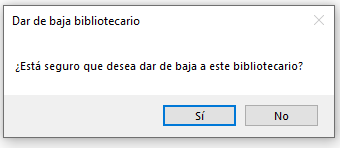 Dar de baja bibliotecario
¿Está seguro que desea dar de baja a este bibliotecario?
Sí
No